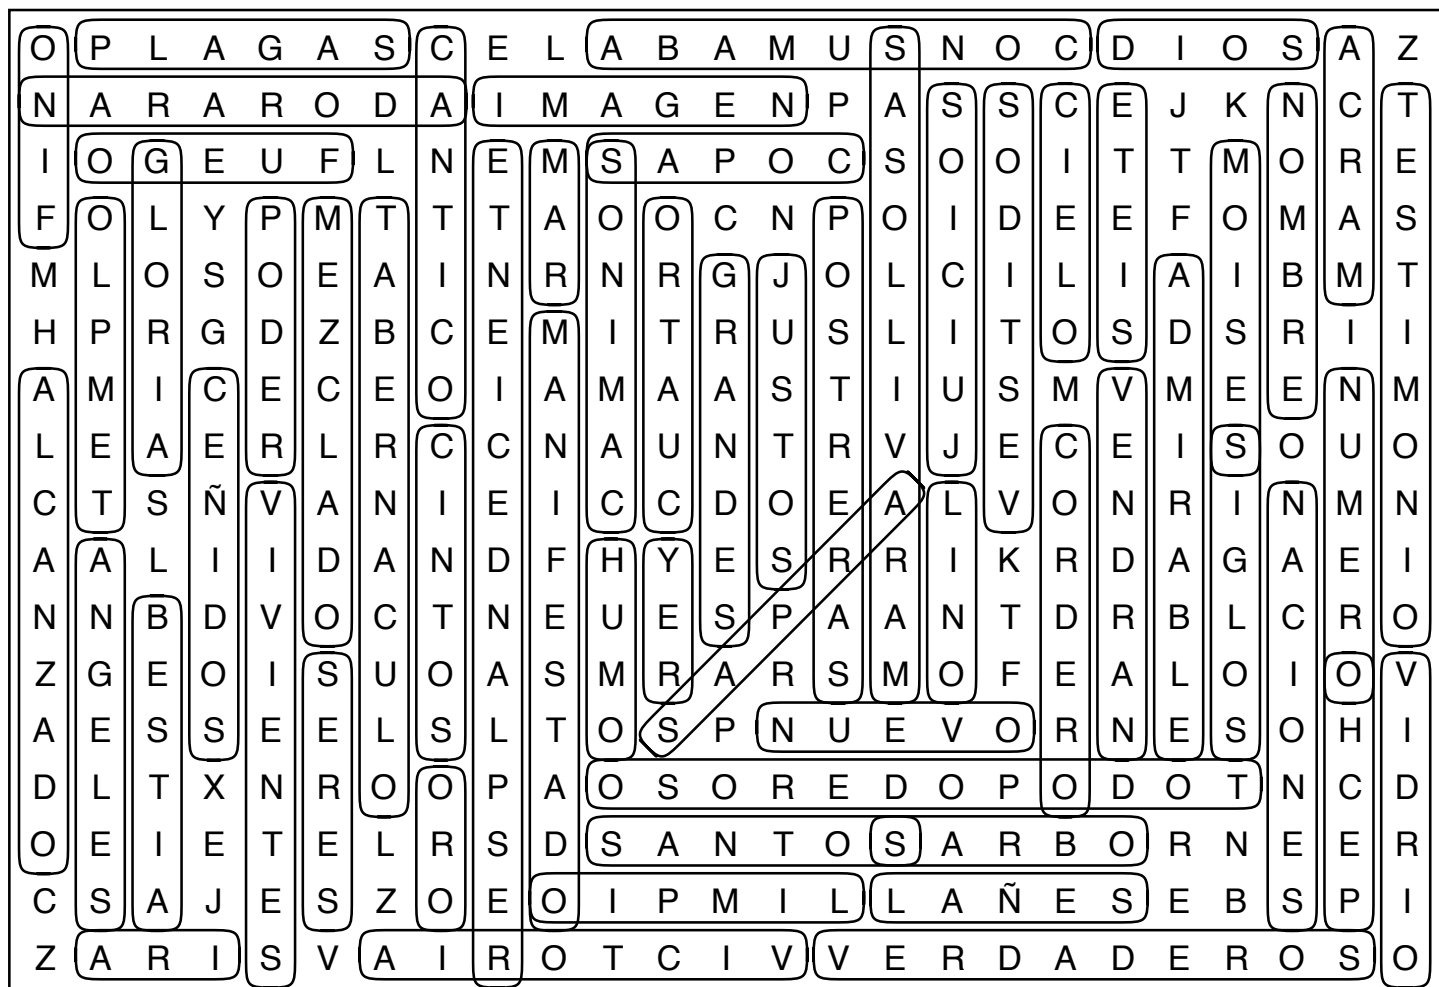 O P L A G A S C E L A B A M U S N O C D I O S A Z
N A R A R O D A I M A G E N P A S S C E J K N C T
I O G E U F L N E M S A P O C S O O I T T M O R E
F O L Y P M T T T A O O C N P O I D E E F O M A S
M L O S O E A I N R N R G J O L C I L I A I B M T
H P R G D Z B C E M I T R U S L I T O S D S R I I
A M I C E C E O I A M A A S T I U S M V M E E N M
L E A E R L R C C N A U N T R V J E C E I S O U O
C T S Ñ V A N I E I C C D O E A L V O N R I N M N
A A L I I D A N D F H Y E S R R I K R D A G A E I
N N B D V O C T N E U E S P A A N T D R B L C R O
Z G E O I S U O A S M R A R S M O F E A L O I O V
A E S S E E L S L T O S P N U E V O R N E S O H I
D L T X N R O O P A O S O R E D O P O D O T N C D
O E I E T E L R S D S A N T O S A R B O R N E E R
C S A J E S Z O E O I P M I L L A Ñ E S E B S P I
Z A R I S V A I R O T C I V V E R D A D E R O S O